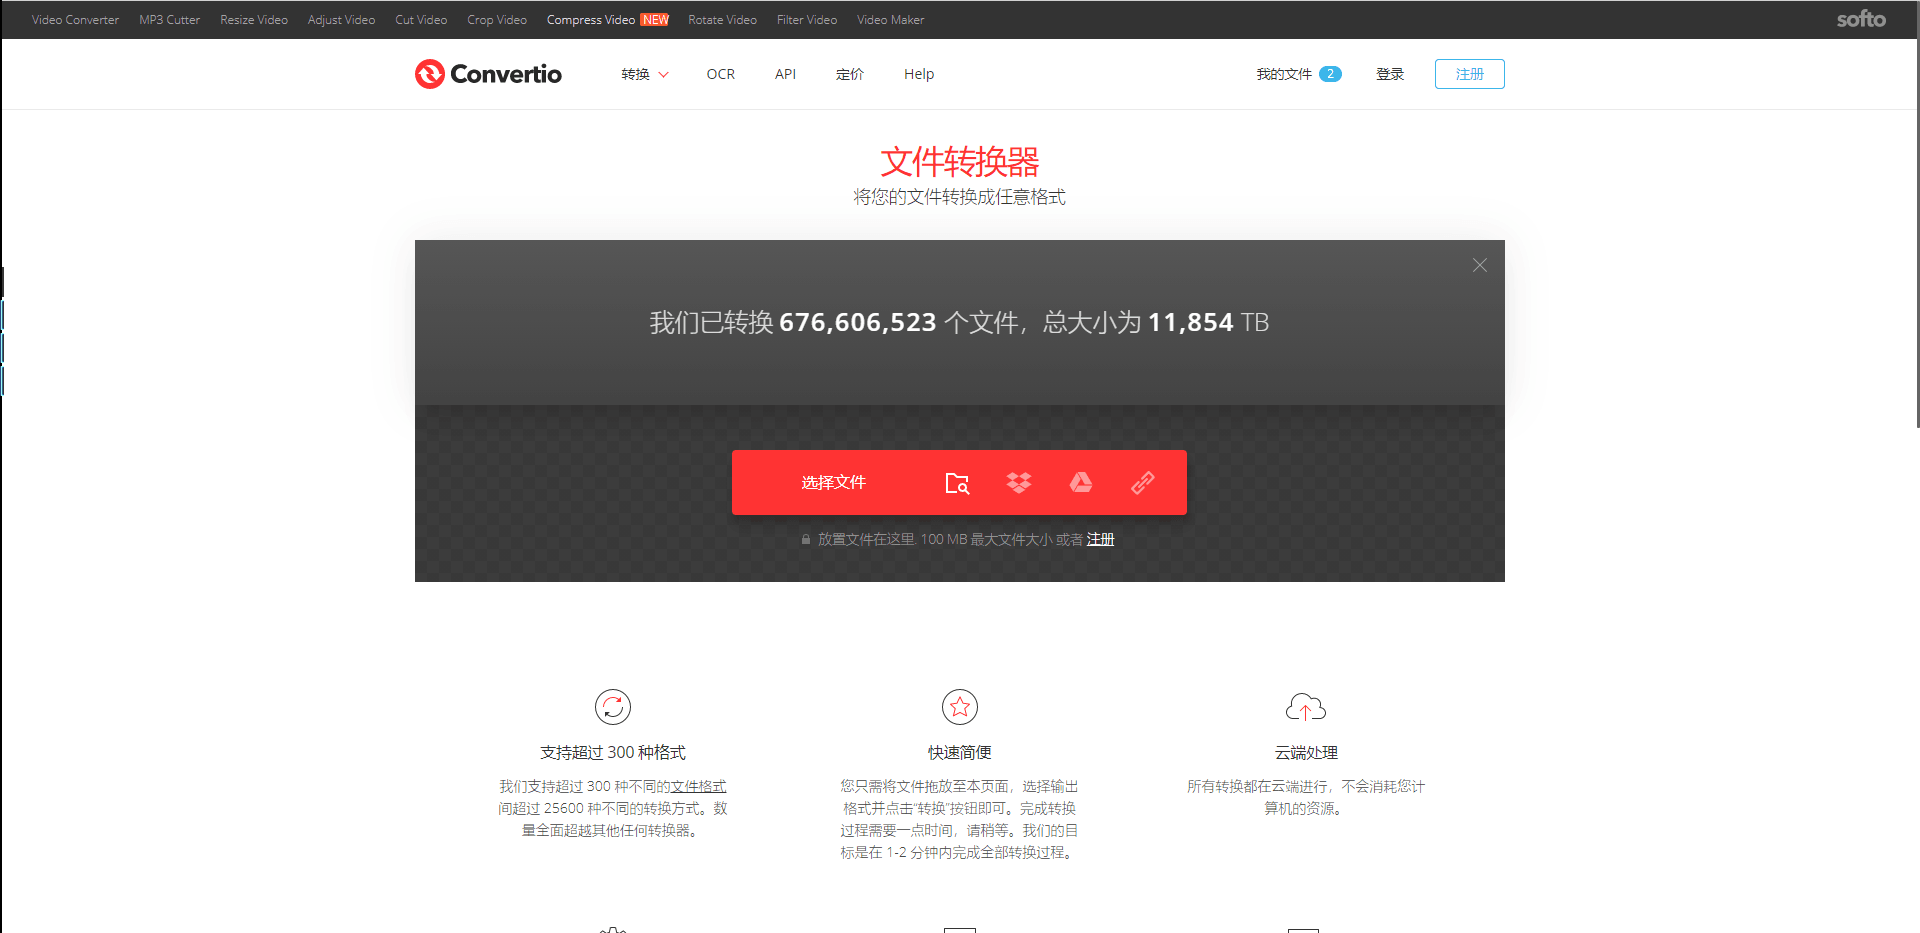 Video Converter MP3 Cutter Resize Video Adjust Video Cut Video Crop Video Compress Video NEW Rotate Video Filter Video Video Maker softo
Convertio 转换 OCR API 定价 Help 我的文件 2 登录 注册
文件转换器
将您的文件转换成任意格式
我们已转换 676,606,523 个文件，总大小为 11,854 TB
选择文件
放置文件在这里. 100 MB 最大文件大小 或者 注册
支持超过 300 种格式
我们支持超过 300 种不同的文件格式
间超过 25600 种不同的转换方式。数
量全面超越其他任何转换器。
快速简便
您只需将文件拖放至本页面，选择输出
格式并点击“转换”按钮即可。完成转换
过程需要一点时间，请稍等。我们的目
标是在 1-2 分钟内完成全部转换过程。
云端处理
所有转换都在云端进行，不会消耗您计
算机的资源。